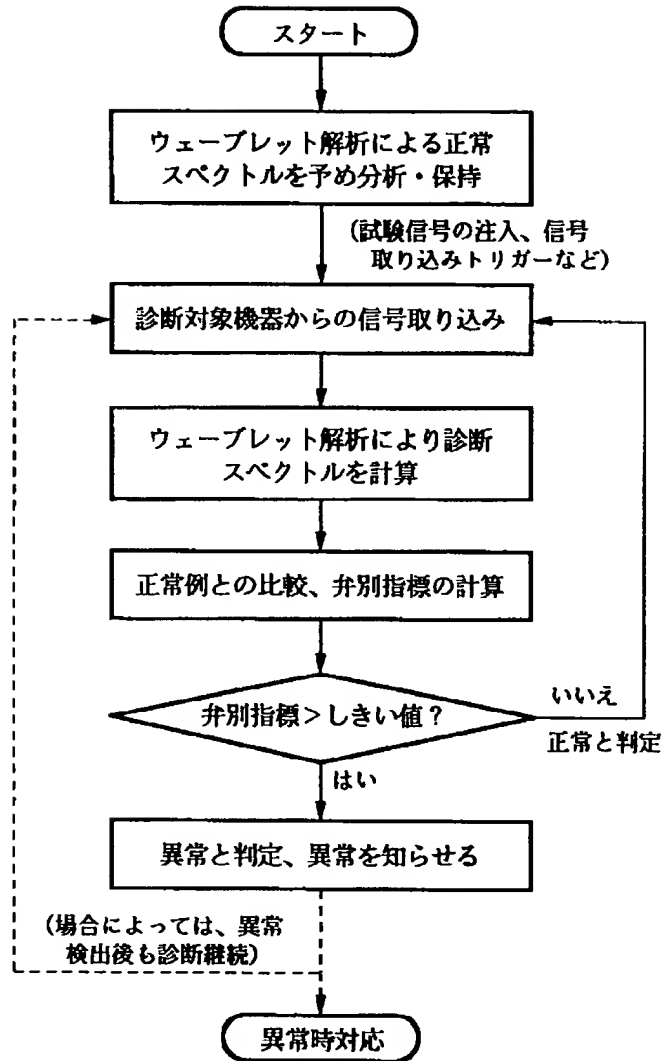 スタート
ウェーブレット解析による正常
スペクトルを予め分析・保持
(試験信号の注入、信号
取り込みトリガーなど)
診断対象機器からの信号取り込み
ウェーブレット解析により診断
スペクトルを計算
正常例との比較、弁別指標の計算
弁別指標>しきい値?
いいえ
正常と判定
はい
異常と判定、異常を知らせる
(場合によっては、異常
検出後も診断継続)
異常時対応